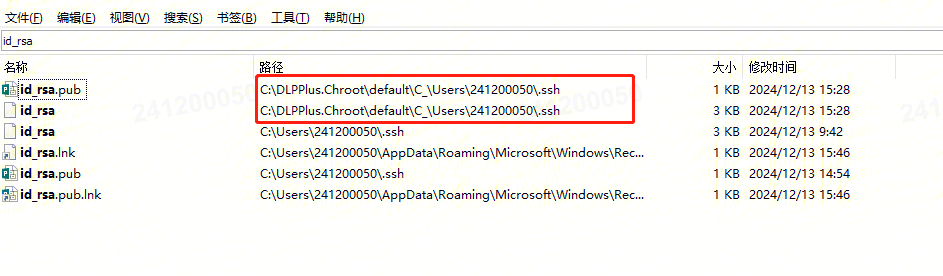 文件(F) 编辑(E) 视图(V) 搜索(S) 书签(B) 工具(T) 帮助(H)
id_rsa
名称 路径 大小 修改时间
id_rsa.pub C:\DLPPlus.Chroot\default\C_\Users\241200050\.ssh 1 KB 2024/12/13 15:28
id_rsa C:\DLPPlus.Chroot\default\C_\Users\241200050\.ssh 3 KB 2024/12/13 15:28
id_rsa C:\Users\241200050\.ssh 3 KB 2024/12/13 9:42
id_rsa.lnk C:\Users\241200050\AppData\Roaming\Microsoft\Windows\Rec... 1 KB 2024/12/13 15:46
id_rsa.pub C:\Users\241200050\.ssh 1 KB 2024/12/13 14:54
id_rsa.pub.lnk C:\Users\241200050\AppData\Roaming\Microsoft\Windows\Rec... 1 KB 2024/12/13 15:46
241200050